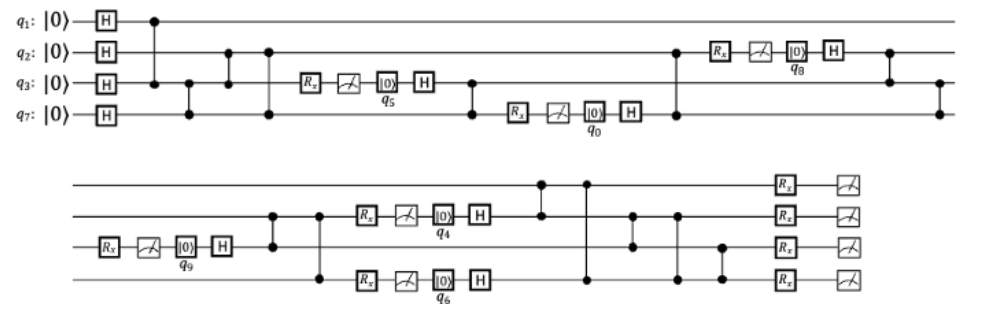 q₁: |0⟩ H
q₂: |0⟩ H Rₓ |0⟩ H
q₈
q₃: |0⟩ H Rₓ |0⟩ H
q₅
q₇: |0⟩ H Rₓ |0⟩ H
q₀
Rₓ
Rₓ |0⟩ H Rₓ
q₄
Rₓ |0⟩ H Rₓ
q₉
Rₓ |0⟩ H Rₓ
q₆